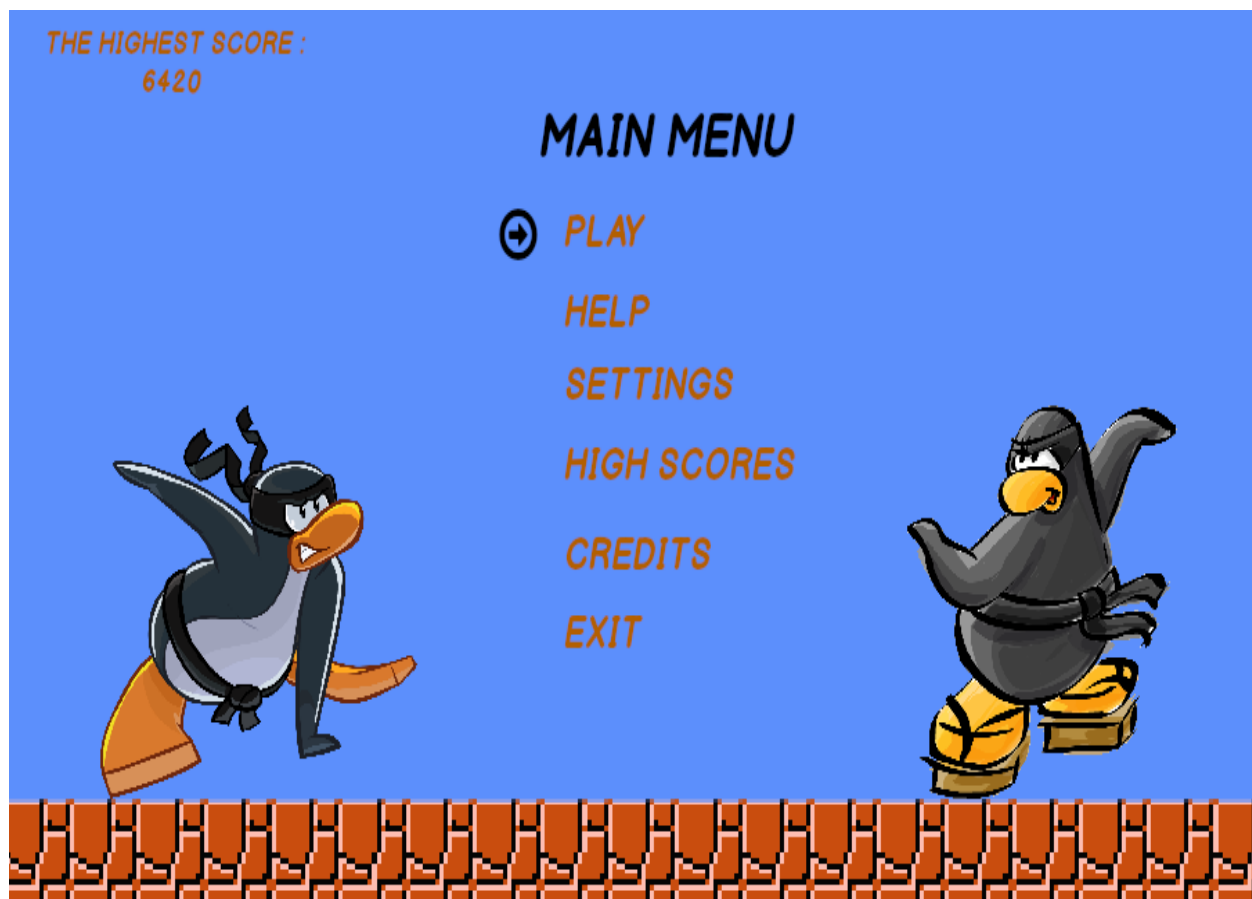 THE HIGHEST SCORE :
6420
MAIN MENU
PLAY
HELP
SETTINGS
HIGH SCORES
CREDITS
EXIT